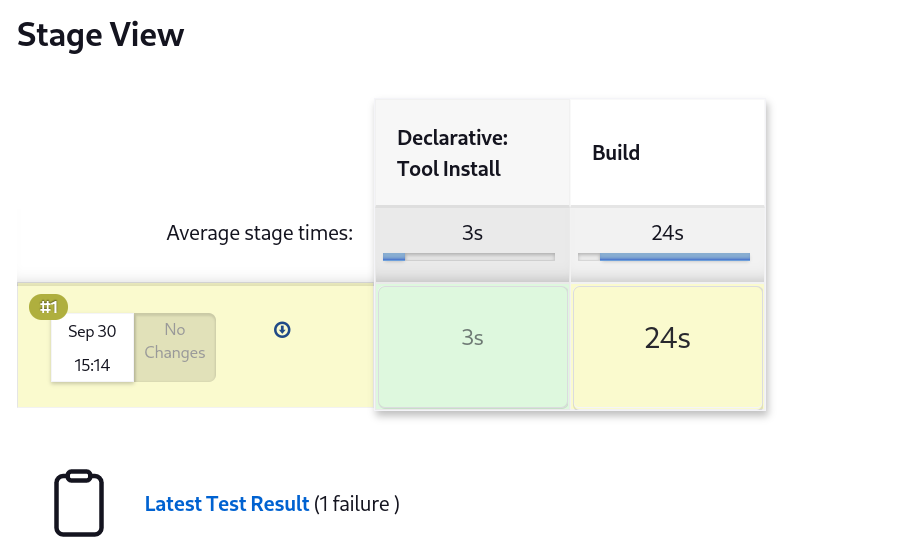 Stage View
Declarative:
Tool Install
Build
Average stage times:
3s
24s
#1
Sep 30
15:14
No
Changes
3s
24s
Latest Test Result (1 failure )